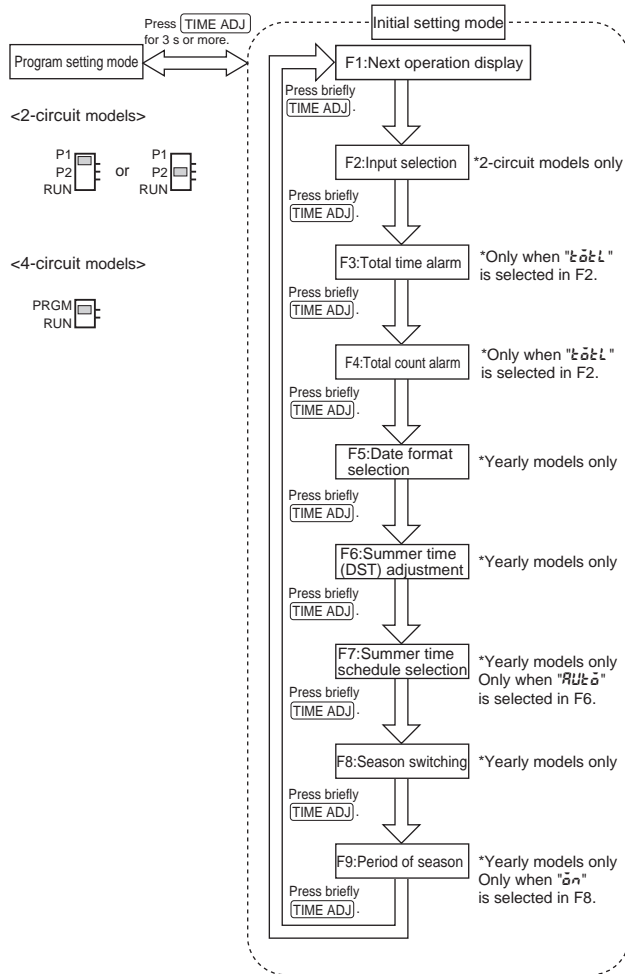 Initial setting mode
Press TIME ADJ
for 3 s or more.
Program setting mode
F1:Next operation display
<2-circuit models>
P1
P2
RUN
or
P1
P2
RUN
<4-circuit models>
PRGM
RUN
Press briefly
TIME ADJ.
F2:Input selection
*2-circuit models only
Press briefly
TIME ADJ.
F3:Total time alarm
*Only when "totL"
is selected in F2.
Press briefly
TIME ADJ.
F4:Total count alarm
*Only when "totL"
is selected in F2.
Press briefly
TIME ADJ.
F5:Date format
selection
*Yearly models only
Press briefly
TIME ADJ.
F6:Summer time
(DST) adjustment
*Yearly models only
Press briefly
TIME ADJ.
F7:Summer time
schedule selection
*Yearly models only
Only when "AUto"
is selected in F6.
Press briefly
TIME ADJ.
F8:Season switching
*Yearly models only
Press briefly
TIME ADJ.
F9:Period of season
*Yearly models only
Only when "on"
is selected in F8.
Press briefly
TIME ADJ.